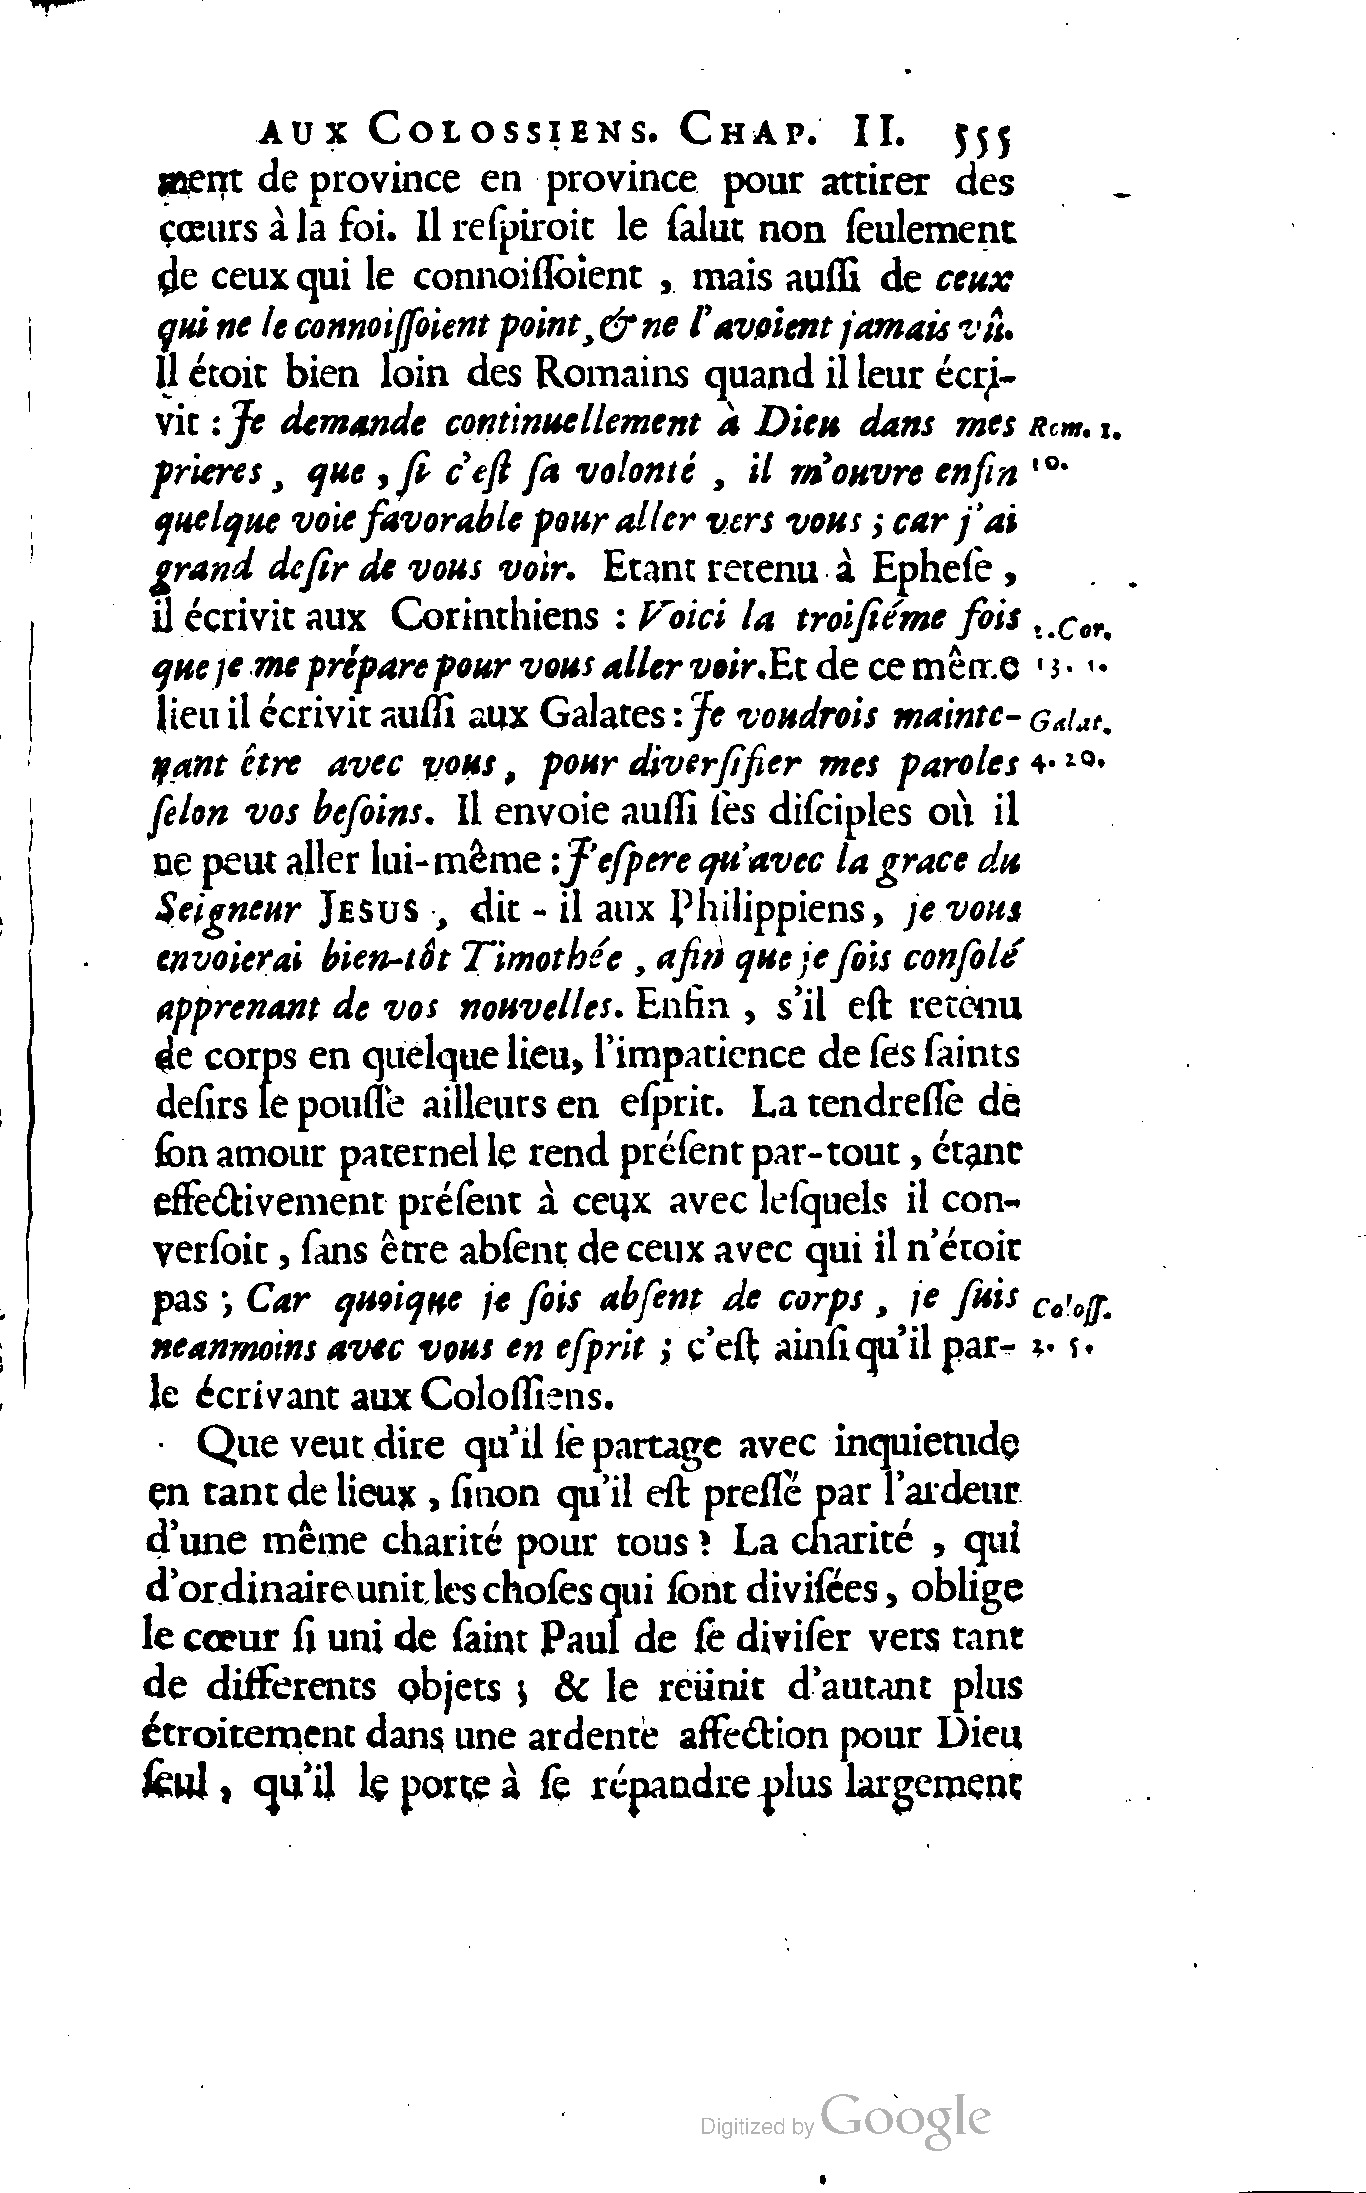 AUX COLOSSIENS. CHAP. II. 555
ment de province en province pour attirer des
cœurs à la foi. Il reſpiroit le ſalut non ſeulement
de ceux qui le connoiſſoient , mais auſſi de ceux
qui ne le connoiſſoient point, & ne l'avoient jamais vû.
Il étoit bien loin des Romains quand il leur écri-
vit : Je demande continuellement à Dieu dans mes Rom. 1.
prieres , que , ſi c'eſt ſa volonté , il m'ouvre enfin 10.
quelque voie favorable pour aller vers vous ; car j'ai
grand deſir de vous voir. Etant retenu à Epheſe ,
il écrivit aux Corinthiens : Voici la troiſiéme fois 2. Cor.
que je me prépare pour vous aller voir. Et de ce même 13. 1.
lieu il écrivit auſſi aux Galates : Je voudrois mainte- Galat.
nant être avec vous, pour diverſifier mes paroles 4. 20.
ſelon vos beſoins. Il envoie auſſi ſes diſciples où il
ne peut aller lui-même : J'eſpere qu'avec la grace du
Seigneur JESUS , dit - il aux Philippiens, je vous
envoierai bien-tôt Timothée , afin que je ſois conſolé
apprenant de vos nouvelles. Enfin , s'il eſt retenu
de corps en quelque lieu, l'impatience de ſes ſaints
deſirs le pouſſe ailleurs en eſprit. La tendreſſe de
ſon amour paternel le rend préſent par-tout , étant
effectivement préſent à ceux avec leſquels il con-
verſoit , ſans être abſent de ceux avec qui il n'étoit
pas ; Car quoique je ſois abſent de corps , je ſuis Coloſſ.
neanmoins avec vous en eſprit ; c'eſt ainſi qu'il par- 2. 5.
le écrivant aux Coloſſiens.
Que veut dire qu'il ſe partage avec inquietude
en tant de lieux , ſinon qu'il eſt preſſé par l'ardeur
d'une même charité pour tous ? La charité , qui
d'ordinaire unit les choſes qui ſont diviſées, oblige
le cœur ſi uni de ſaint Paul de ſe diviſer vers tant
de differents objets ; & le reünit d'autant plus
étroitement dans une ardente affection pour Dieu
ſeul , qu'il le porte à ſe répandre plus largement
Digitized by Google